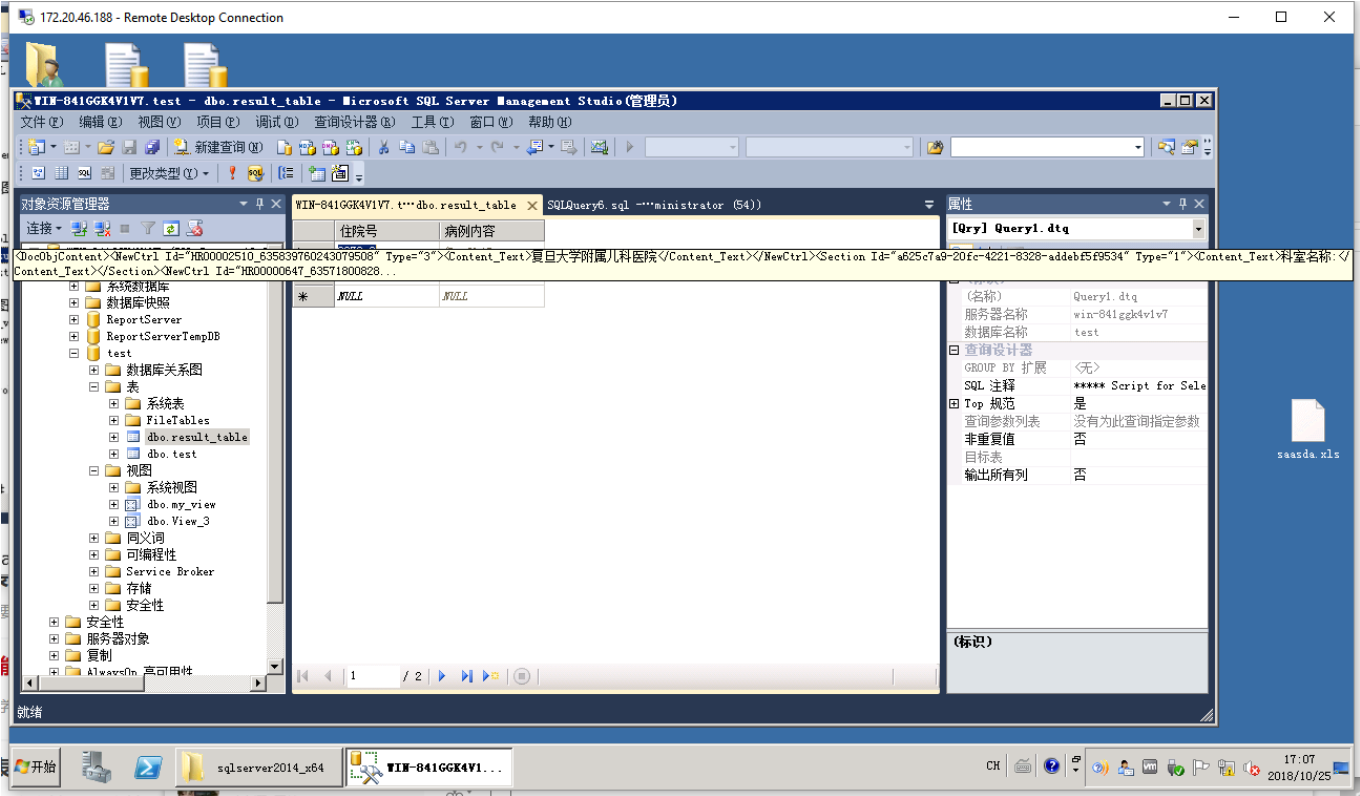 172.20.46.188 - Remote Desktop Connection
WIN-841GGK4V1V7.test - dbo.result_table - Microsoft SQL Server Management Studio(管理员)
文件(F) 编辑(E) 视图(V) 项目(P) 调试(D) 查询设计器(R) 工具(T) 窗口(W) 帮助(H)
新建查询(N)
更改类型(Y)
对象资源管理器
WIN-841GGK4V1V7.t...dbo.result_table
SQLQuery6.sql -...ministrator (54))
属性
连接
住院号 病例内容
[Qry] Query1.dtq
<DocObjContent><NewCtrl Id="HR00002510_635839760243079508" Type="3"><Content_Text>复旦大学附属儿科医院</Content_Text></NewCtrl><Section Id="a625c7a9-20fc-4221-8328-addebf5f9534" Type="1"><Content_Text>科室名称:</
Content_Text></Section><NewCtrl Id="HR00000647_63571800828...
系统数据库
数据库快照
ReportServer
ReportServerTempDB
test
数据库关系图
表
系统表
FileTables
dbo.result_table
dbo.test
视图
系统视图
dbo.my_view
dbo.View_3
同义词
可编程性
Service Broker
存储
安全性
安全性
服务器对象
复制
AlwaysOn 高可用性
NULL NULL
1 / 2
(名称) Query1.dtq
服务器名称 win-841ggk4v1v7
数据库名称 test
查询设计器
GROUP BY 扩展 <无>
SQL 注释 ***** Script for Sele
Top 规范 是
查询参数列表 没有为此查询指定参数
非重复值 否
目标表
输出所有列 否
(标识)
saasda.xls
就绪
开始
sqlserver2014_x64
WIN-841GGK4V1...
CH
17:07
2018/10/25